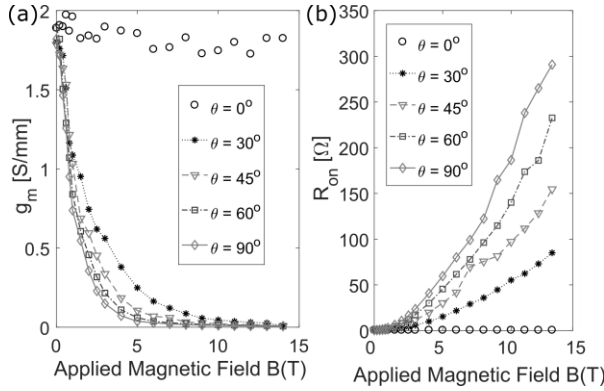 (a)
2
1.5
1
0.5
0
g_m [S/mm]
θ = 0°
θ = 30°
θ = 45°
θ = 60°
θ = 90°
0 5 10 15
Applied Magnetic Field B(T)
(b)
350
300
250
200
150
100
50
0
R_on [Ω]
θ = 0°
θ = 30°
θ = 45°
θ = 60°
θ = 90°
0 5 10 15
Applied Magnetic Field B(T)